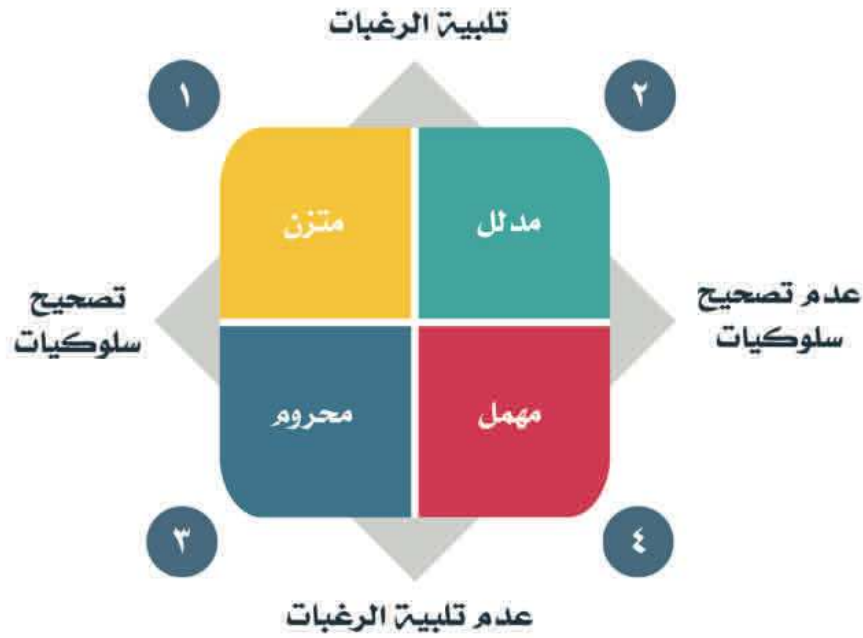 تلبية الرغبات
٢
١
مدلل
متزن
عدم تصحيح
سلوكيات
تصحيح
سلوكيات
مهمل
محروم
٤
٣
عدم تلبية الرغبات